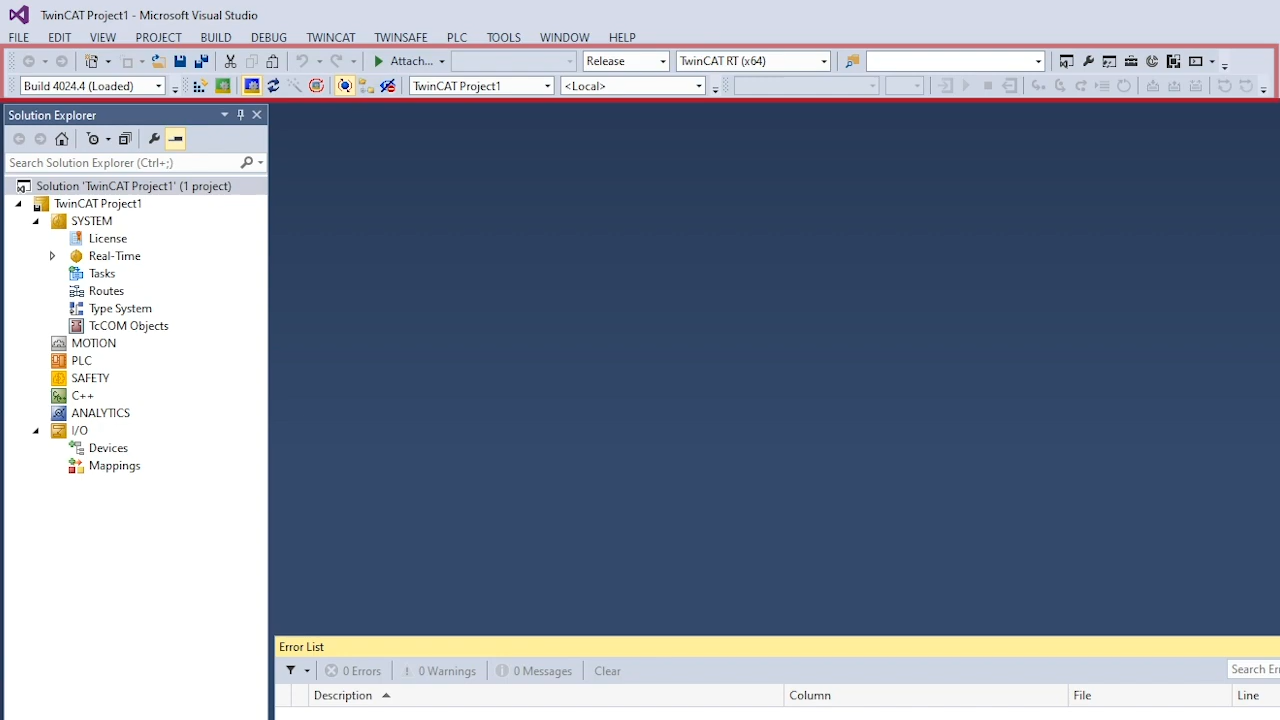 TwinCAT Project1 - Microsoft Visual Studio
FILE EDIT VIEW PROJECT BUILD DEBUG TWINCAT TWINSAFE PLC TOOLS WINDOW HELP
Attach... Release TwinCAT RT (x64)
Build 4024.4 (Loaded) TwinCAT Project1 <Local>
Solution Explorer
Search Solution Explorer (Ctrl+;)
Solution 'TwinCAT Project1' (1 project)
TwinCAT Project1
SYSTEM
License
Real-Time
Tasks
Routes
Type System
TcCOM Objects
MOTION
PLC
SAFETY
C++
ANALYTICS
I/O
Devices
Mappings
Error List
0 Errors 0 Warnings 0 Messages Clear Search Er
Description Column File Line